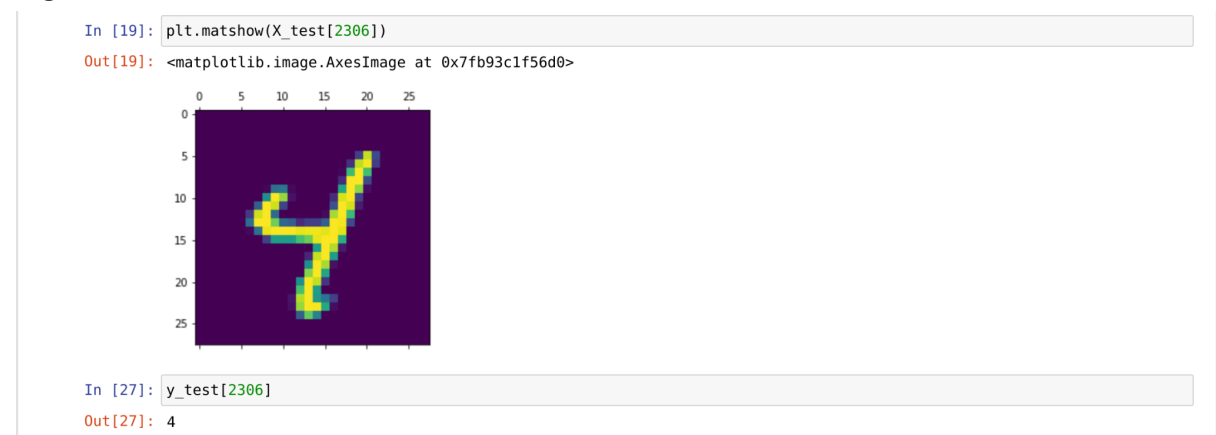 In [19]: plt.matshow(X_test[2306])
Out[19]: <matplotlib.image.AxesImage at 0x7fb93c1f56d0>
0 5 10 15 20 25
0
5
10
15
20
25
4
In [27]: y_test[2306]
Out[27]: 4